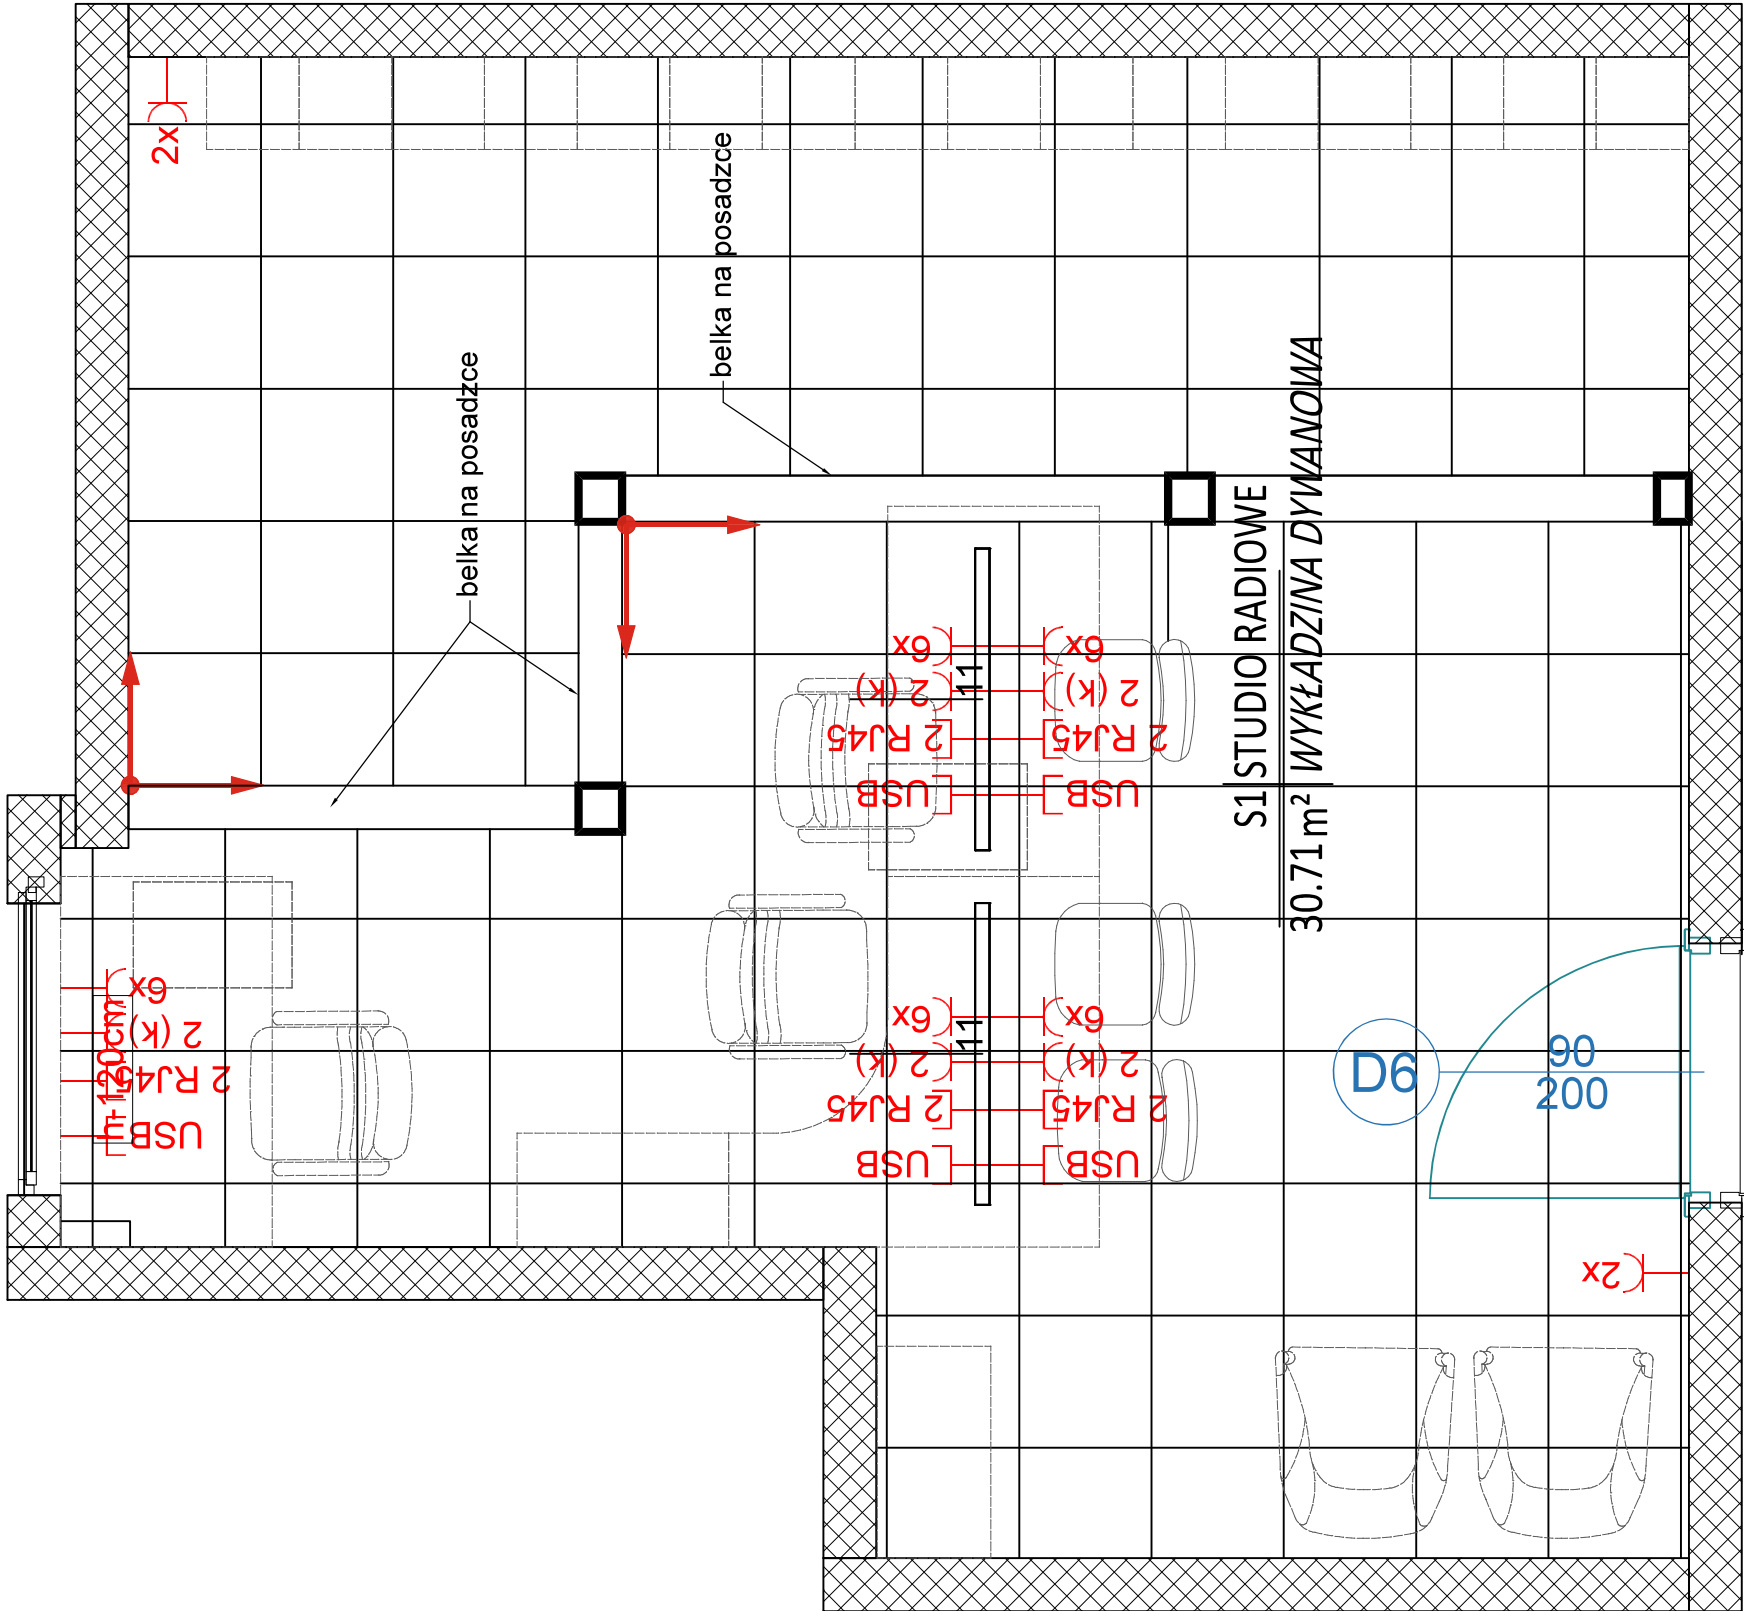 2x
belka na posadzce
belka na posadzce
S1 STUDIO RADIOWE
30.71 m² WYKŁADZINA DYWANOWA
6x
2 (k)
2 RJ45
USB
11
6x
2 (k)
2 RJ45
USB
6x
2 (k)
2 RJ45
USB
h=120cm
6x
2 (k)
2 RJ45
USB
11
6x
2 (k)
2 RJ45
USB
D6
90
200
2x